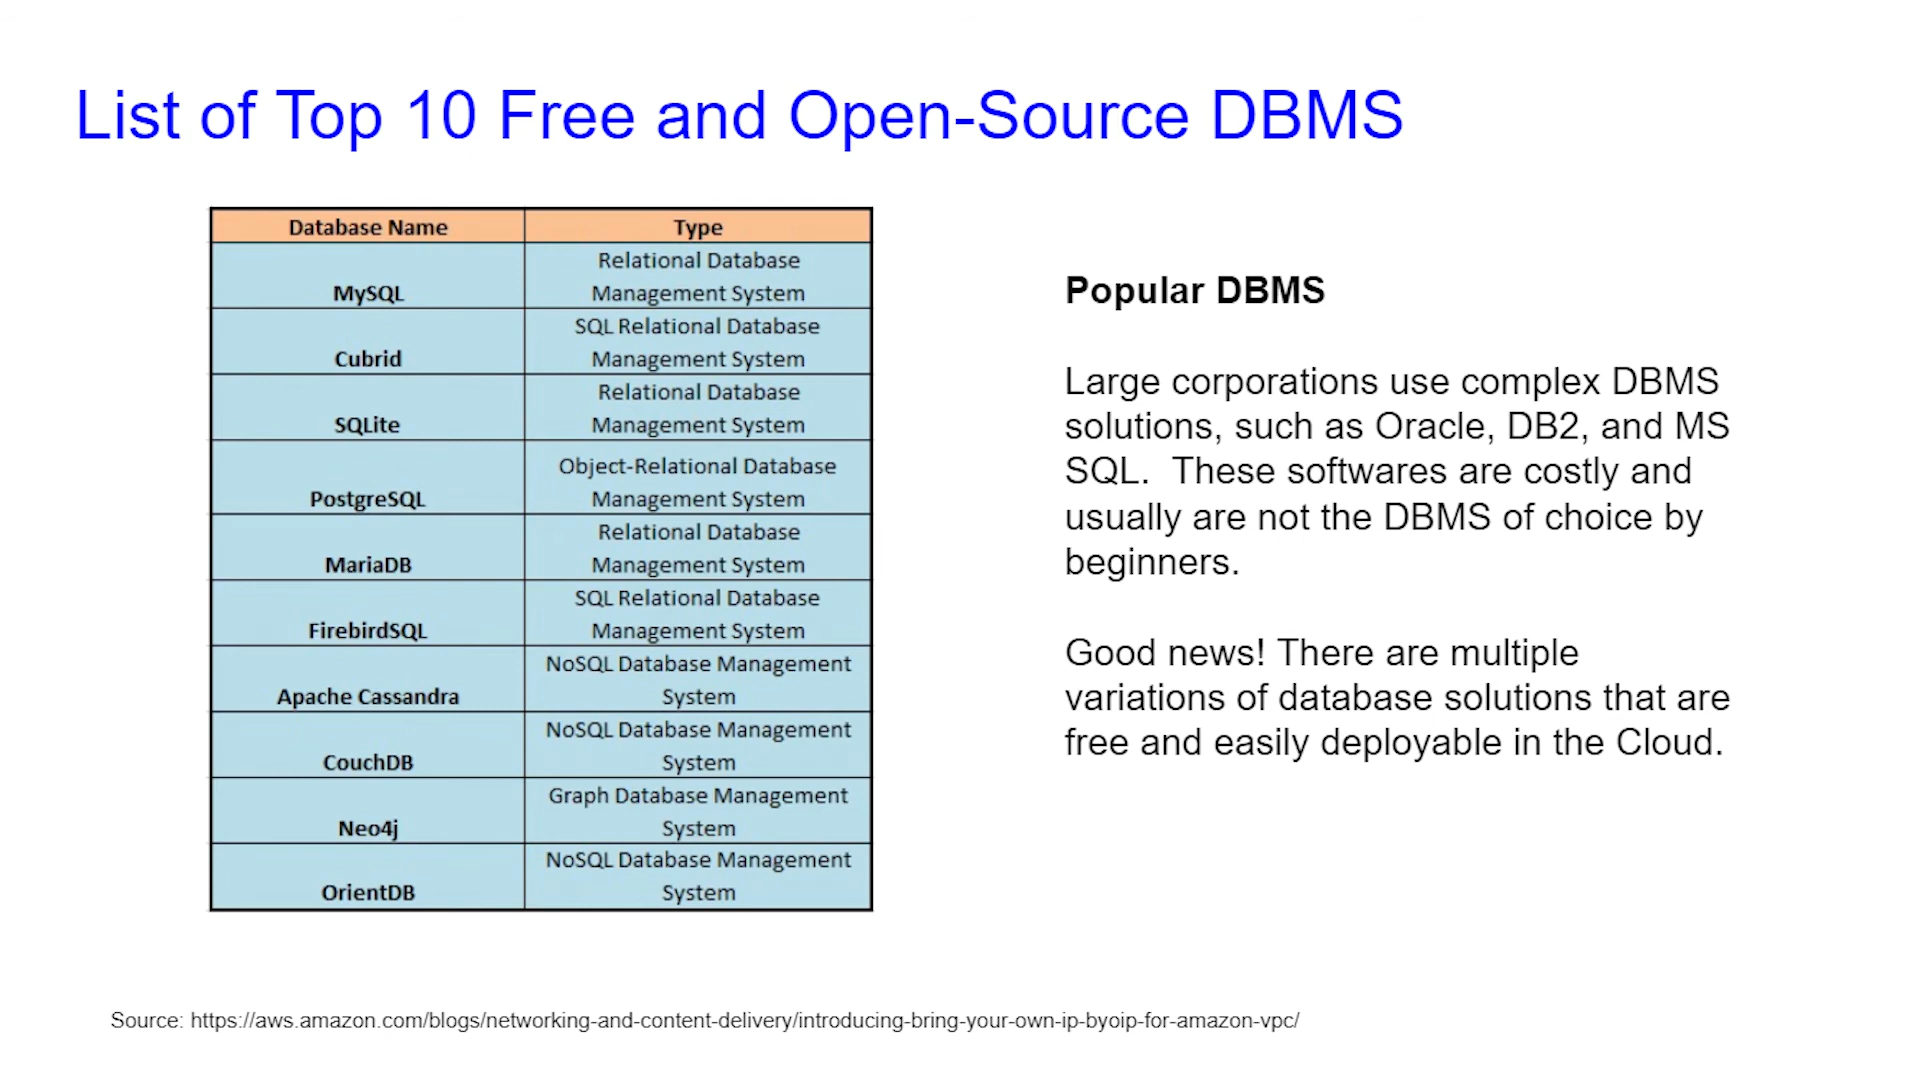 List of Top 10 Free and Open-Source DBMS
Database Name
Type
MySQL
Relational Database
Management System
Cubrid
SQL Relational Database
Management System
SQLite
Relational Database
Management System
PostgreSQL
Object-Relational Database
Management System
MariaDB
Relational Database
Management System
FirebirdSQL
SQL Relational Database
Management System
Apache Cassandra
NoSQL Database Management
System
CouchDB
NoSQL Database Management
System
Neo4j
Graph Database Management
System
OrientDB
NoSQL Database Management
System
Popular DBMS
Large corporations use complex DBMS
solutions, such as Oracle, DB2, and MS
SQL.  These softwares are costly and
usually are not the DBMS of choice by
beginners.
Good news! There are multiple
variations of database solutions that are
free and easily deployable in the Cloud.
Source: https://aws.amazon.com/blogs/networking-and-content-delivery/introducing-bring-your-own-ip-byoip-for-amazon-vpc/